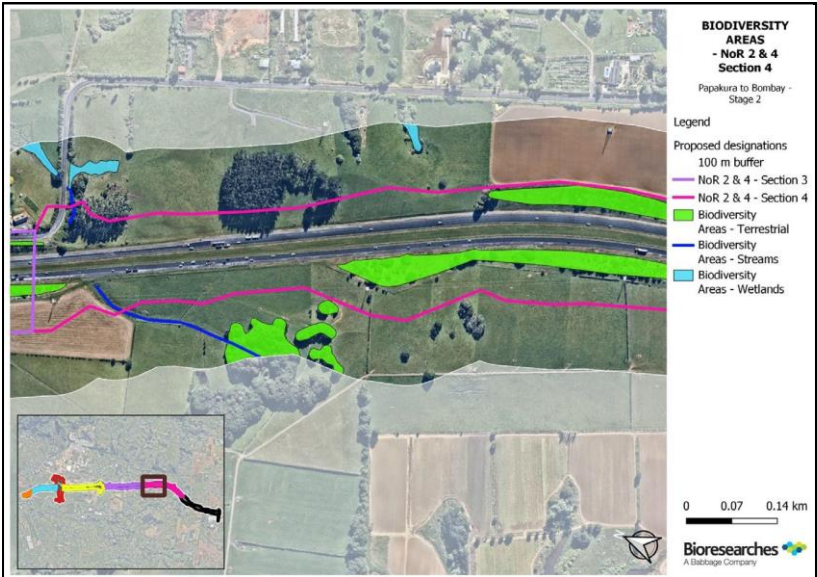 BIODIVERSITY
AREAS
- NoR 2 & 4
Section 4
Papakura to Bombay -
Stage 2
Legend
Proposed designations
100 m buffer
NoR 2 & 4 - Section 3
NoR 2 & 4 - Section 4
Biodiversity
Areas - Terrestrial
Biodiversity
Areas - Streams
Biodiversity
Areas - Wetlands
0 0.07 0.14 km
Bioresearches
A Babbage Company